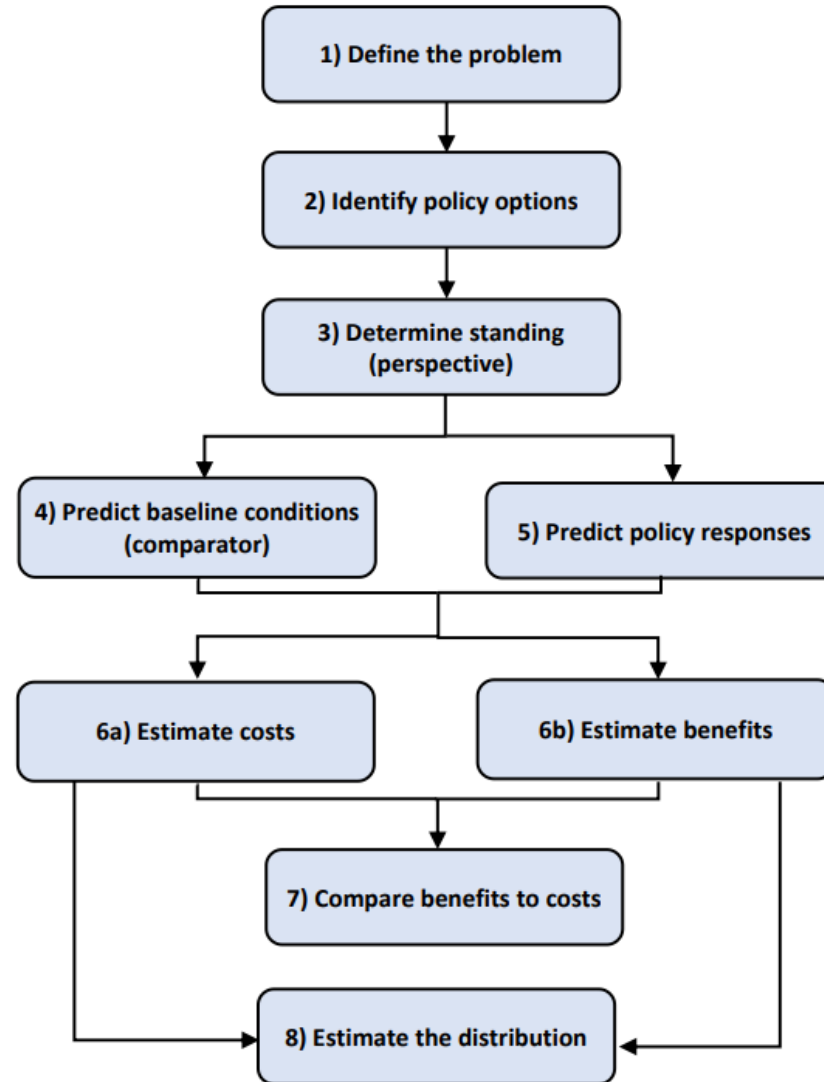 1) Define the problem
2) Identify policy options
3) Determine standing
(perspective)
4) Predict baseline conditions
(comparator)
5) Predict policy responses
6a) Estimate costs
6b) Estimate benefits
7) Compare benefits to costs
8) Estimate the distribution